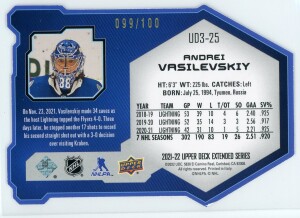 099/100
UD3-25
ANDREI
VASILEVSKIY
HT: 6'3" WT: 225 lbs. CATCHES: Left
BORN: July 25, 1994, Tyumen, Russia
On Nov. 23, 2021, Vasilevskiy made 34 saves as
the host Lightning topped the Flyers 4-0. Three
days later, he stopped another 17 shots to record
his second straight shut out with a 3-0 decision
over visiting Kraken.
YEAR TEAM GP W L T/OT SO GAA SV%
2018-19 LIGHTNING 53 39 10 4 6 2.40 .925
2019-20 LIGHTNING 52 35 14 3 3 2.56 .917
2020-21 LIGHTNING 42 31 10 1 5 2.21 .925
7 NHL SEASONS 302 190 83 19 26 2.51 .920
2021-22 UPPER DECK EXTENDED SERIES
NHLPA
UPPER DECK